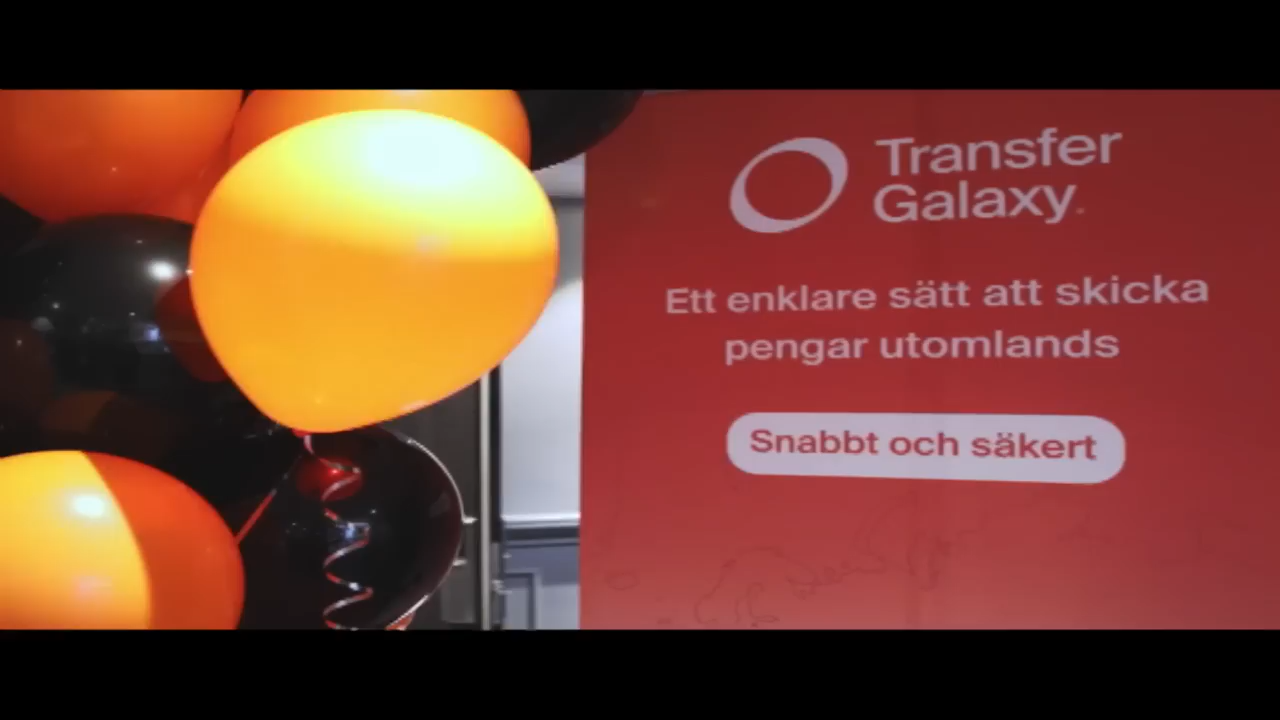 Transfer
Galaxy.
Ett enklare sätt att skicka
pengar utomlands
Snabbt och säkert